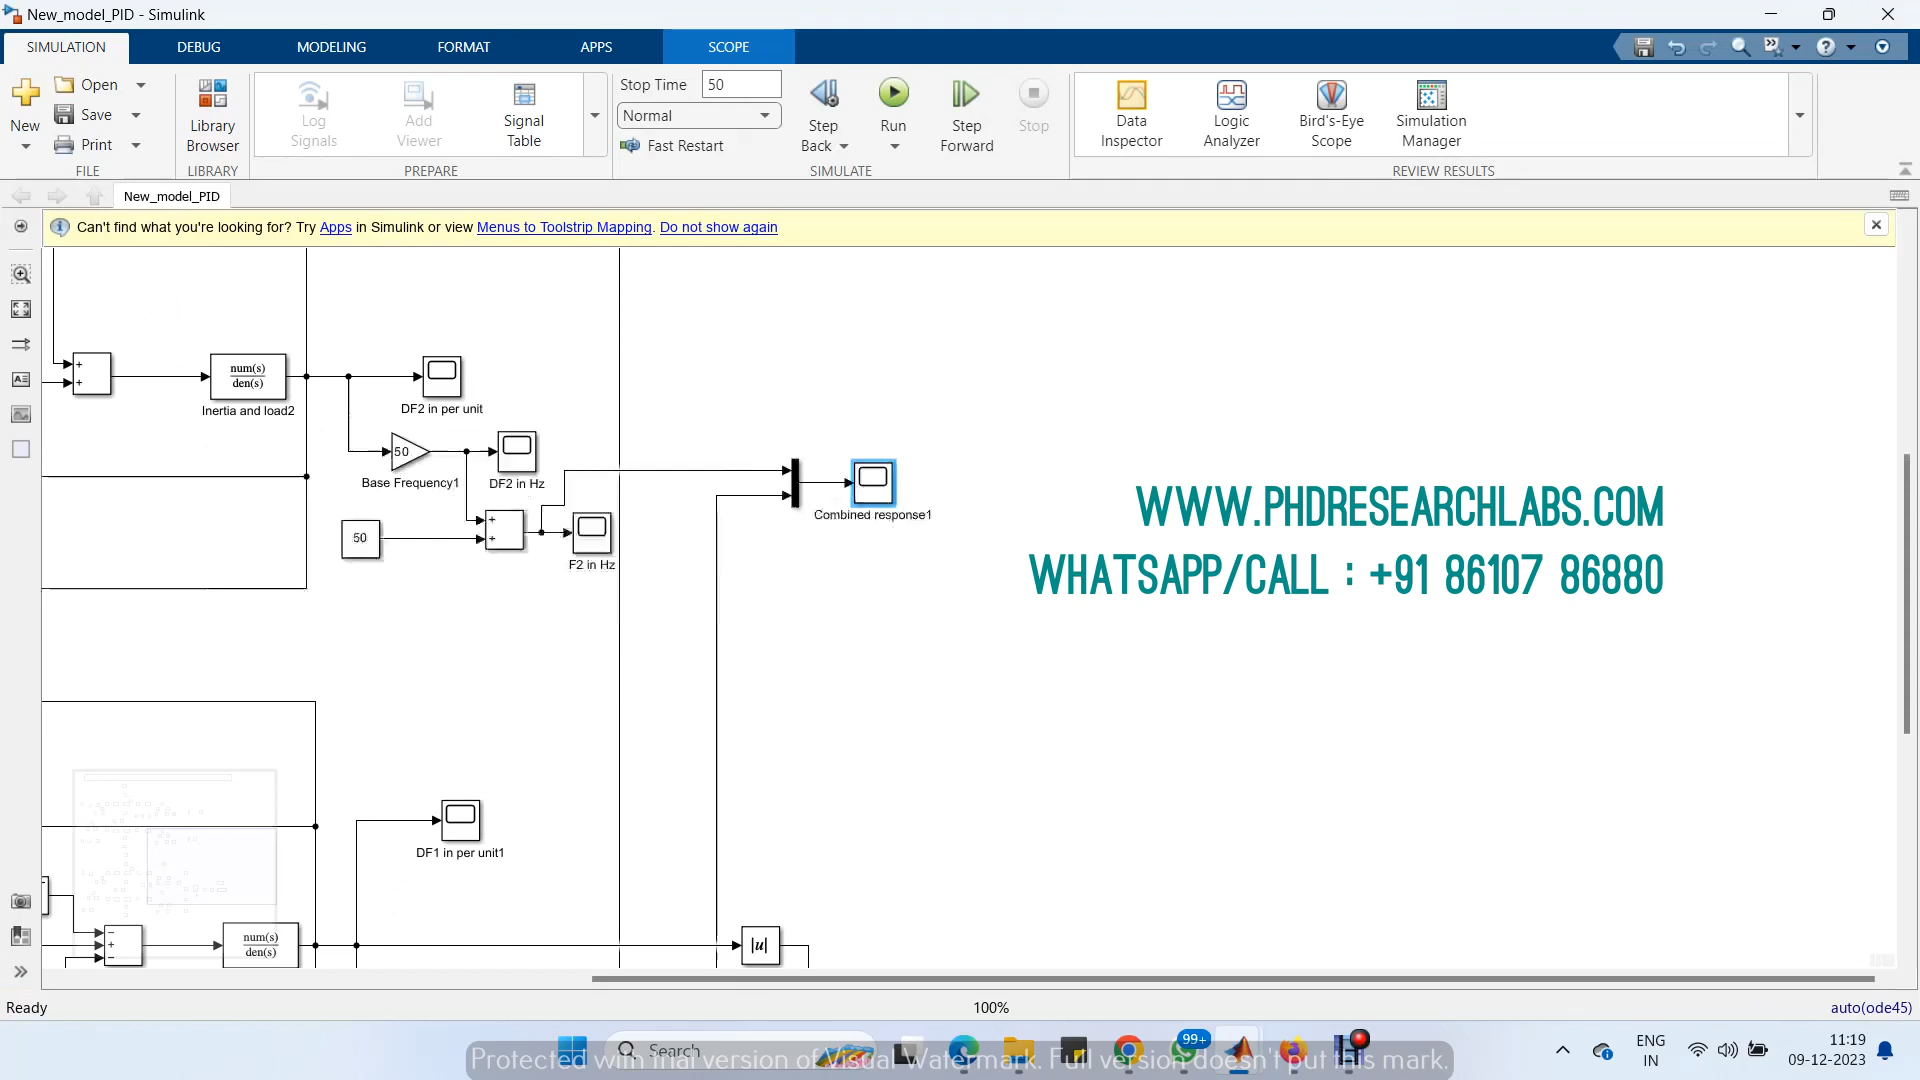 New_model_PID - Simulink
SIMULATION DEBUG MODELING FORMAT APPS SCOPE
New
Open
Save
Print
FILE
Library Browser
LIBRARY
Log Signals
Add Viewer
Signal Table
PREPARE
Stop Time 50
Normal
Fast Restart
Step Back
Run
Step Forward
Stop
SIMULATE
Data Inspector
Logic Analyzer
Bird's-Eye Scope
Simulation Manager
REVIEW RESULTS
New_model_PID
Can't find what you're looking for? Try Apps in Simulink or view Menus to Toolstrip Mapping. Do not show again
num(s)
den(s)
Inertia and load2
DF2 in per unit
50
Base Frequency1
DF2 in Hz
50
F2 in Hz
Combined response1
WWW.PHDRESEARCHLABS.COM
WHATSAPP/CALL : +91 86107 86880
DF1 in per unit1
num(s)
den(s)
|u|
Ready 100% auto(ode45)
Search
99+
ENG
IN
11:19
09-12-2023
Protected with trial version of Visual Watermark. Full version doesn't put this mark.